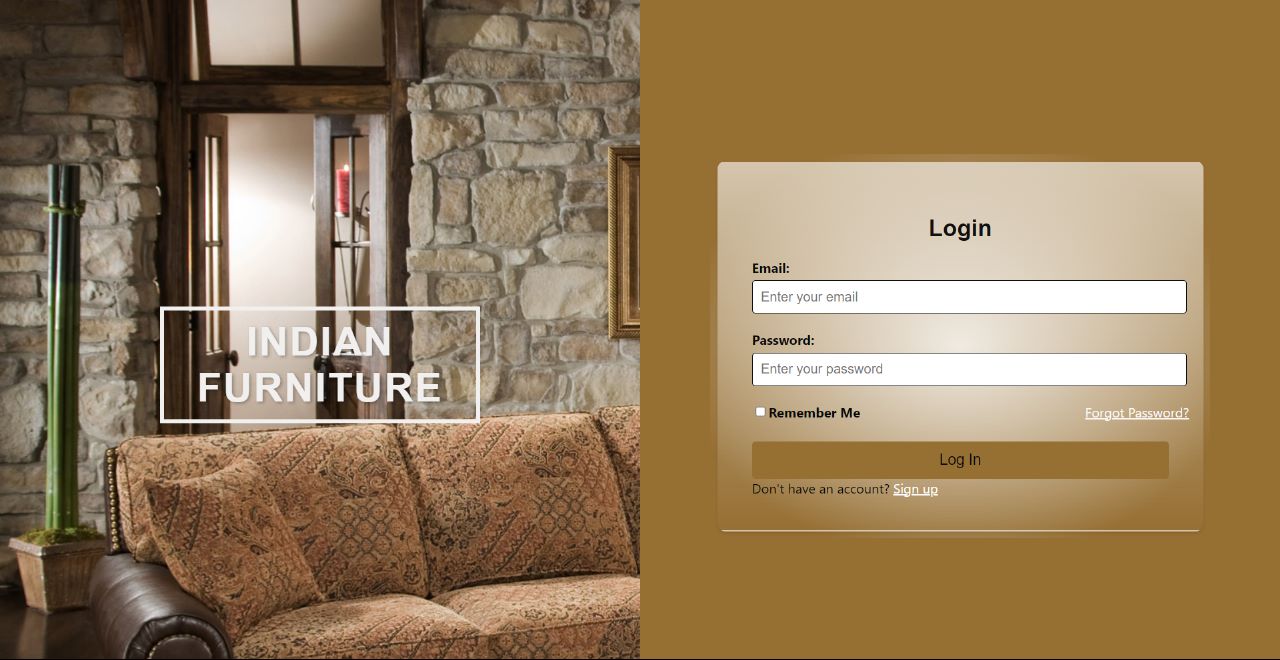 INDIAN
FURNITURE
Login
Email:
Enter your email
Password:
Enter your password
Remember Me
Forgot Password?
Log In
Don't have an account? Sign up